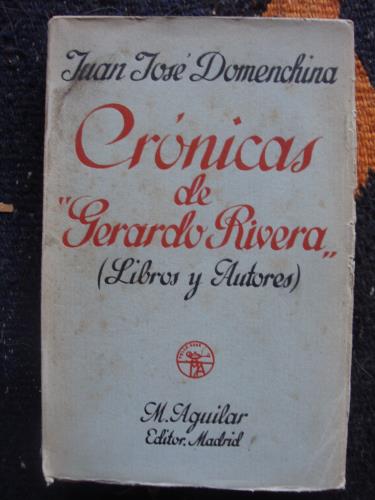 Juan José Domenchina
Crónicas
de
"Gerardo Rivera"
(Libros y Autores)
M. Aguilar
Editor. Madrid